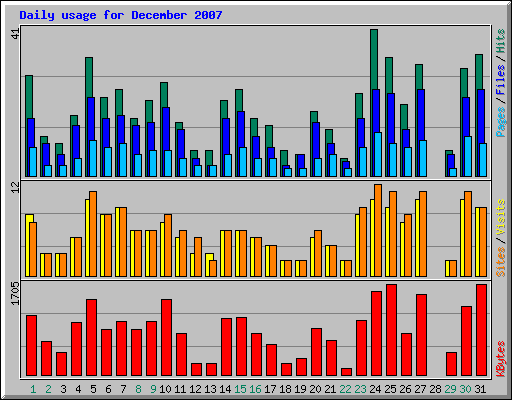 Daily usage for December 2007
41
Pages / Files / Hits
12
Sites / Visits
1705
KBytes
1 2 3 4 5 6 7 8 9 10 11 12 13 14 15 16 17 18 19 20 21 22 23 24 25 26 27 28 29 30 31